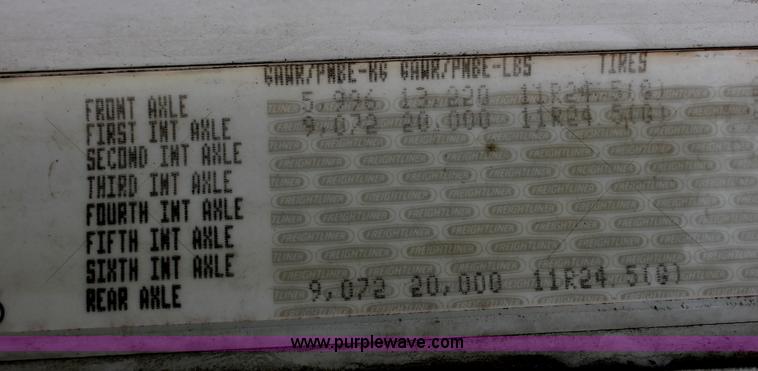 GAWR/PNBE-KG GAWR/PNBE-LBS TIRES
FRONT AXLE 5,996 13,220 11R24.5(G)
FIRST INT AXLE 9,072 20,000 11R24.5(G)
SECOND INT AXLE
THIRD INT AXLE
FOURTH INT AXLE
FIFTH INT AXLE
SIXTH INT AXLE
REAR AXLE 9,072 20,000 11R24.5(G)
FREIGHTLINER
www.purplewave.com